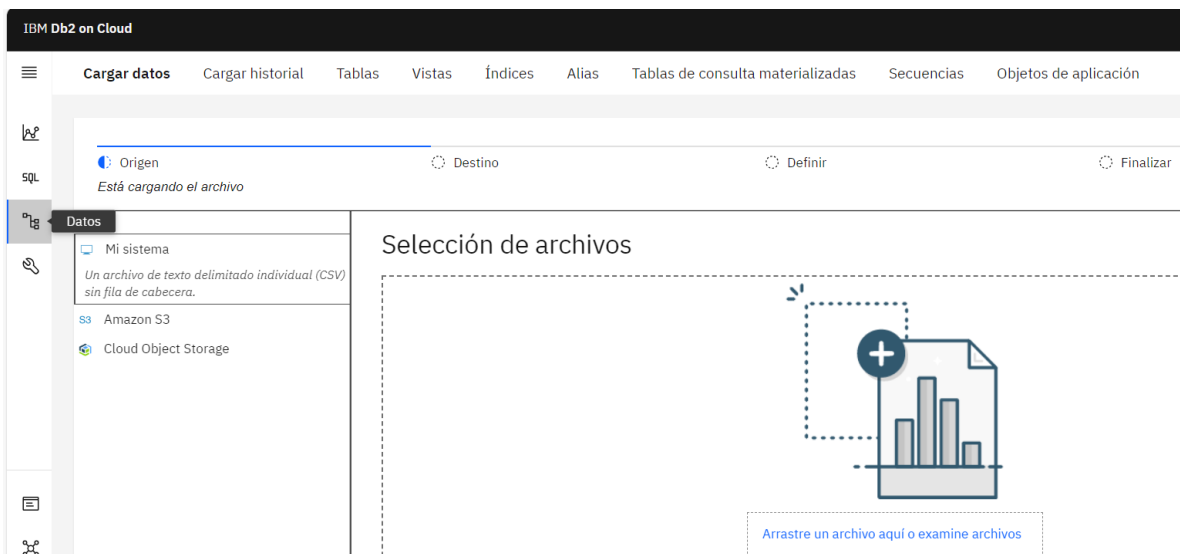 IBM Db2 on Cloud
Cargar datos Cargar historial Tablas Vistas Índices Alias Tablas de consulta materializadas Secuencias Objetos de aplicación
Origen Destino Definir Finalizar
Está cargando el archivo
SQL
Datos
Mi sistema
Un archivo de texto delimitado individual (CSV)
sin fila de cabecera.
S3 Amazon S3
Cloud Object Storage
Selección de archivos
Arrastre un archivo aquí o examine archivos